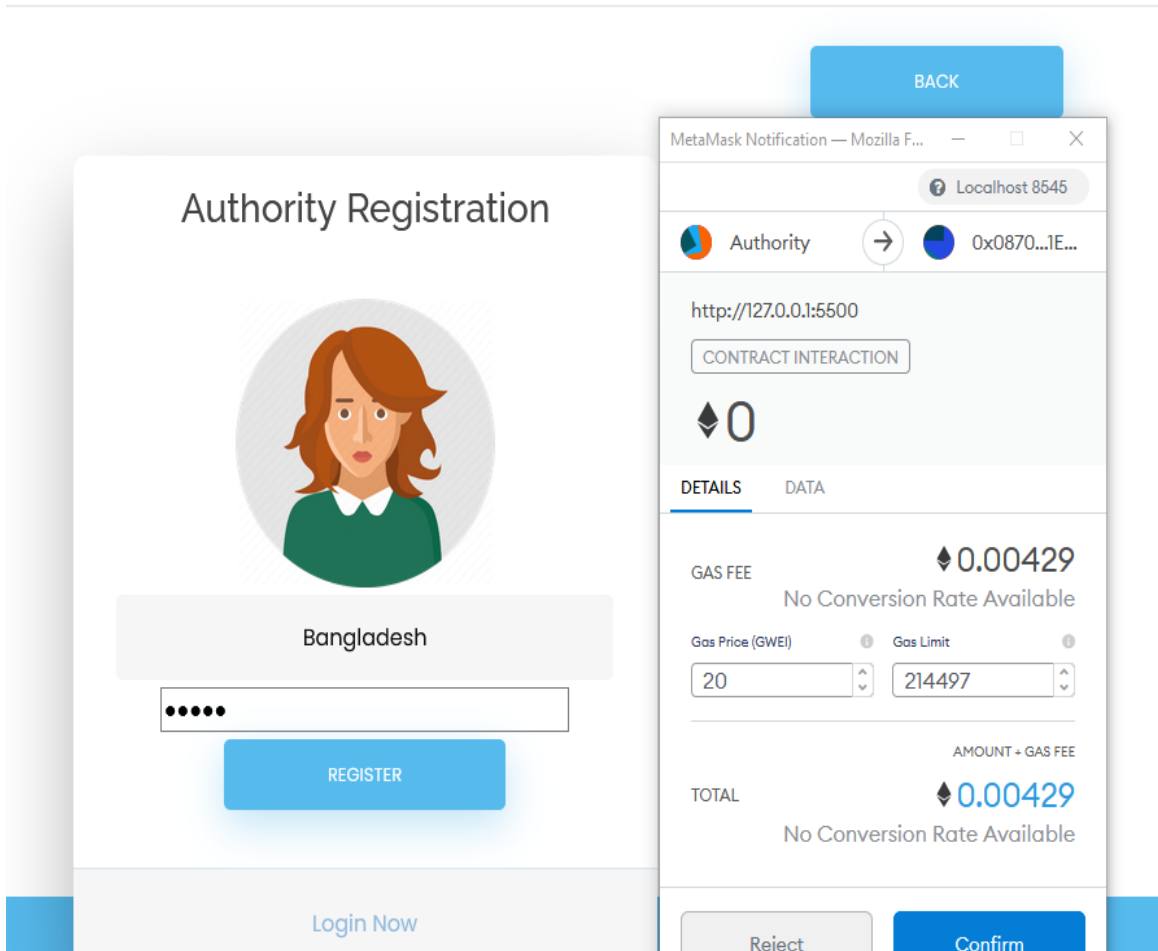 BACK
Authority Registration
Bangladesh
•••••
REGISTER
Login Now
MetaMask Notification — Mozilla F...
Localhost 8545
Authority
0x0870...1E...
http://127.0.0.1:5500
CONTRACT INTERACTION
0
DETAILS DATA
GAS FEE
0.00429
No Conversion Rate Available
Gas Price (GWEI) Gas Limit
20 214497
AMOUNT + GAS FEE
TOTAL
0.00429
No Conversion Rate Available
Reject Confirm